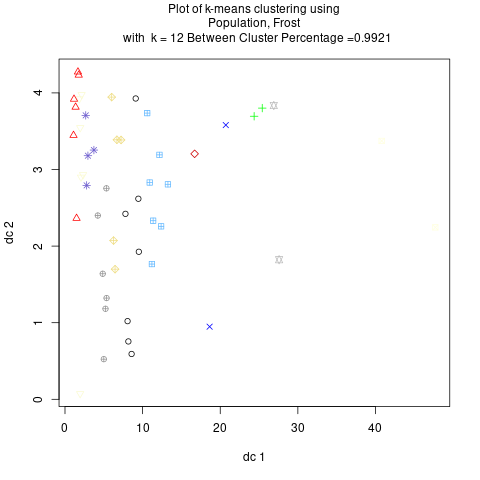 Plot of k-means clustering using
Population, Frost
with k = 12 Between Cluster Percentage =0.9921
4
3
2
1
0
dc 2
0 10 20 30 40
dc 1